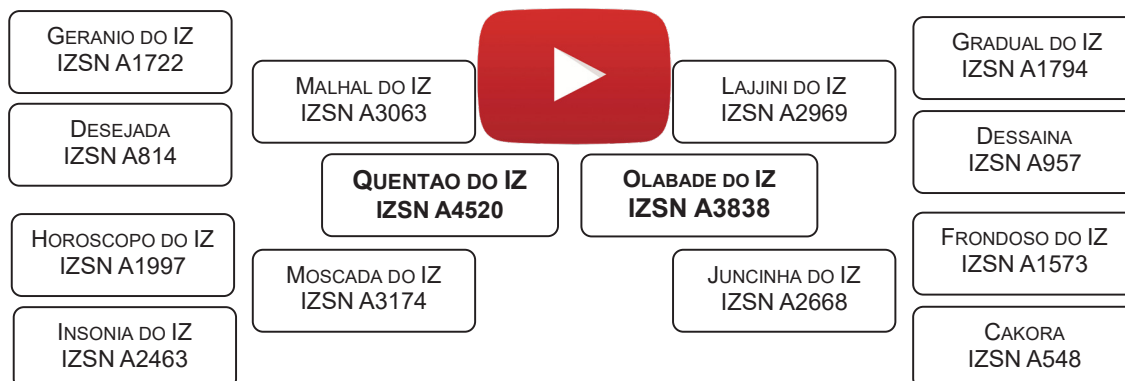 GERANIO DO IZ
IZSN A1722
DESEJADA
IZSN A814
HOROSCOPO DO IZ
IZSN A1997
INSONIA DO IZ
IZSN A2463
MALHAL DO IZ
IZSN A3063
MOSCADA DO IZ
IZSN A3174
QUENTAO DO IZ
IZSN A4520
OLABADE DO IZ
IZSN A3838
LAJJINI DO IZ
IZSN A2969
JUNCINHA DO IZ
IZSN A2668
GRADUAL DO IZ
IZSN A1794
DESSAINA
IZSN A957
FRONDOSO DO IZ
IZSN A1573
CAKORA
IZSN A548